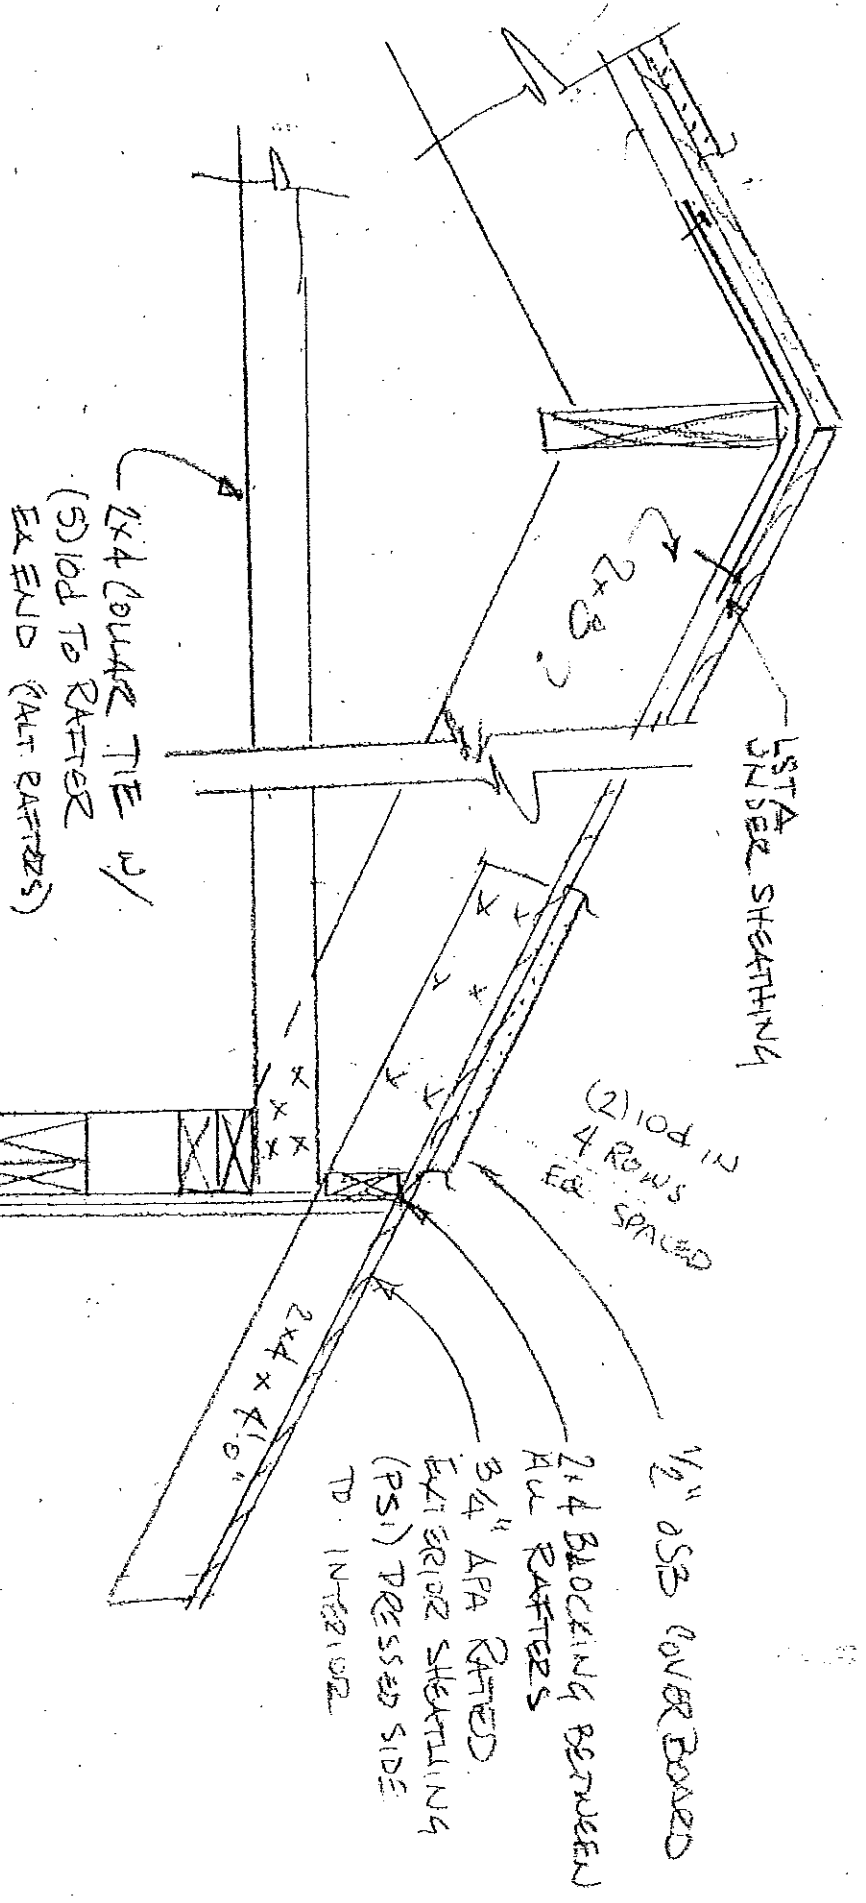 LSTA
UNDER SHEATHING
2x8
(2) 10d IN
4 ROWS
EQ. SPACED
1/2" OSB COVER BOARD
2x4 BLOCKING BETWEEN
ALL RAFTERS
3/4" APA RATED
EXTERIOR SHEATHING
(PS1) DRESSED SIDE
TO INTERIOR
2x4 x 4'-0"
2x4 COLLAR TIE W/
(5) 10d TO RAFTER
EA END (ALT. RAFTERS)